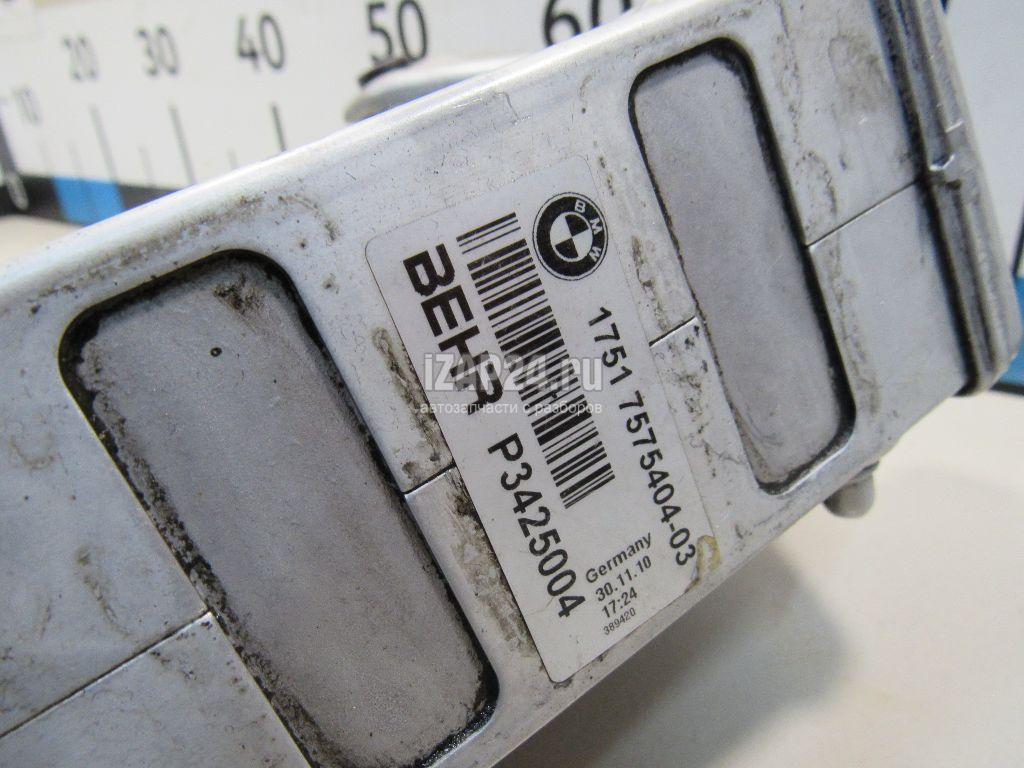 10 20 30 40 50 60
BMW
1751 7575404-03
BEHR
P3425004
Germany
30.11.10
17:24
389420
iZAP24.ru
автозапчасти с разборов